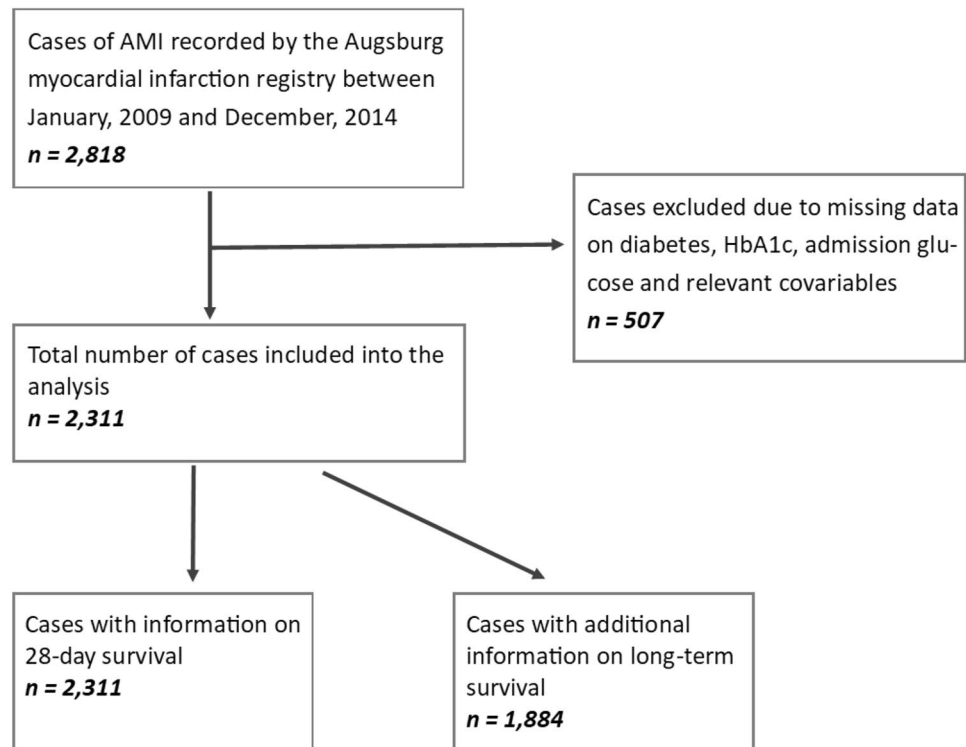 Cases of AMI recorded by the Augsburg
myocardial infarction registry between
January, 2009 and December, 2014
n = 2,818
Cases excluded due to missing data
on diabetes, HbA1c, admission glu-
cose and relevant covariables
n = 507
Total number of cases included into the
analysis
n = 2,311
Cases with information on
28-day survival
n = 2,311
Cases with additional
information on long-term
survival
n = 1,884